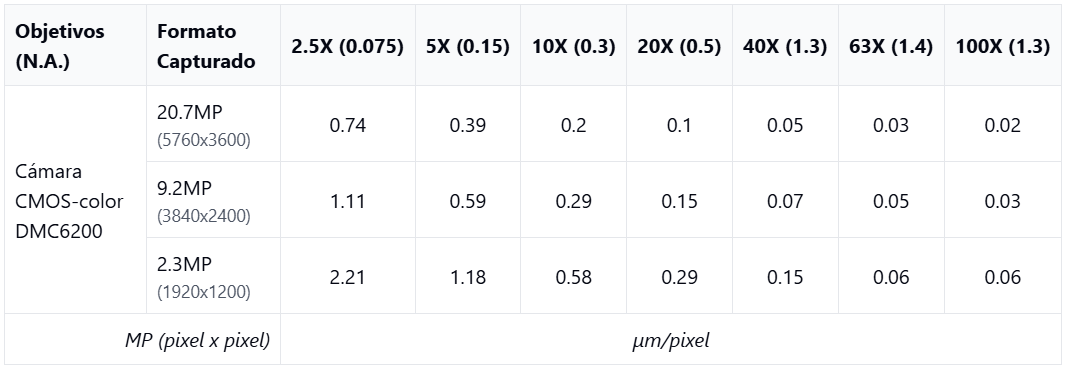 Objetivos (N.A.) Formato Capturado 2.5X (0.075) 5X (0.15) 10X (0.3) 20X (0.5) 40X (1.3) 63X (1.4) 100X (1.3)
Cámara CMOS-color DMC6200
20.7MP (5760x3600) 0.74 0.39 0.2 0.1 0.05 0.03 0.02
9.2MP (3840x2400) 1.11 0.59 0.29 0.15 0.07 0.05 0.03
2.3MP (1920x1200) 2.21 1.18 0.58 0.29 0.15 0.06 0.06
MP (pixel x pixel) µm/pixel